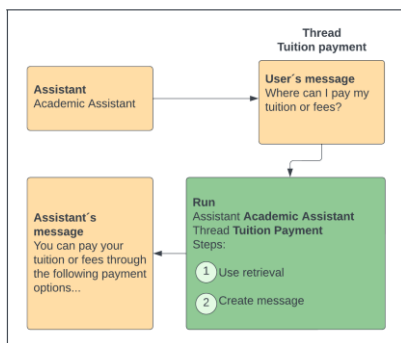 Thread
Tuition payment
Assistant
Academic Assistant
User´s message
Where can I pay my
tuition or fees?
Assistant´s
message
You can pay your
tuition or fees through
the following payment
options...
Run
Assistant Academic Assistant
Thread Tuition Payment
Steps:
1 Use retrieval
2 Create message